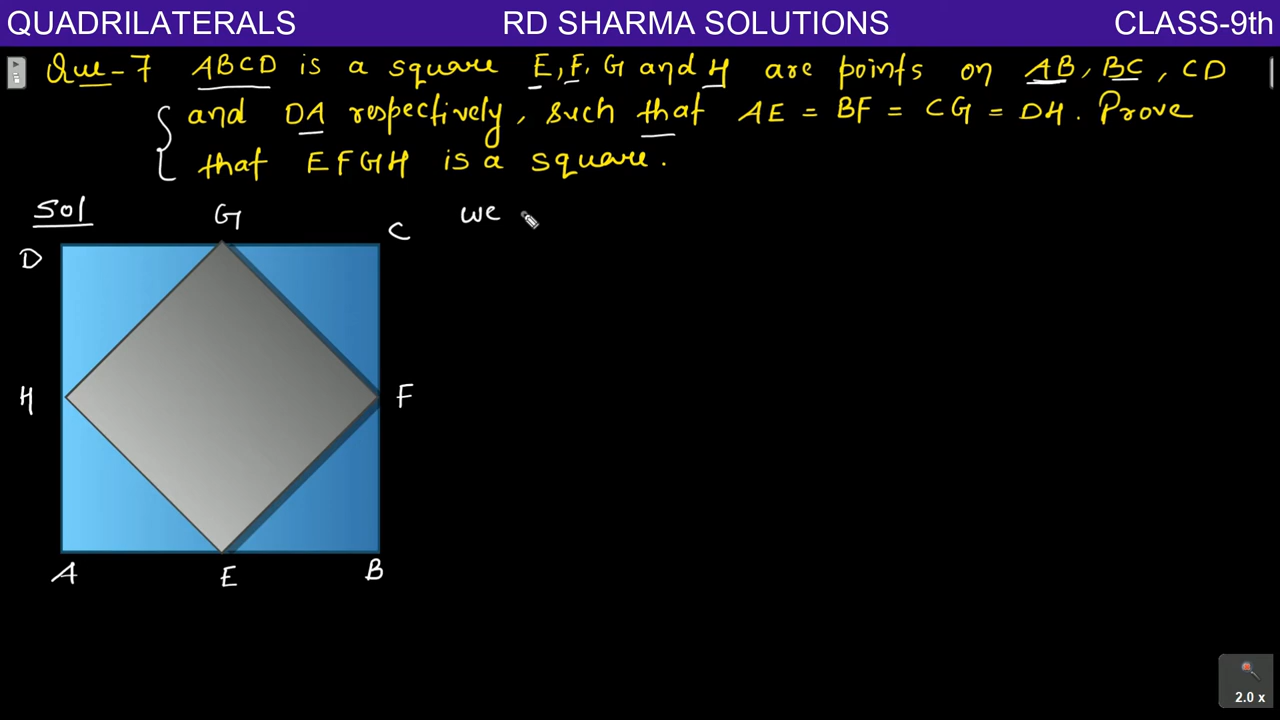 QUADRILATERALS RD SHARMA SOLUTIONS CLASS-9th
Que-7 ABCD is a square E, F, G and H are points on AB, BC, CD
and DA respectively, such that AE = BF = CG = DH. Prove
that EFGH is a square.
Sol
G
C
we
D
H
F
A
E
B
2.0 x